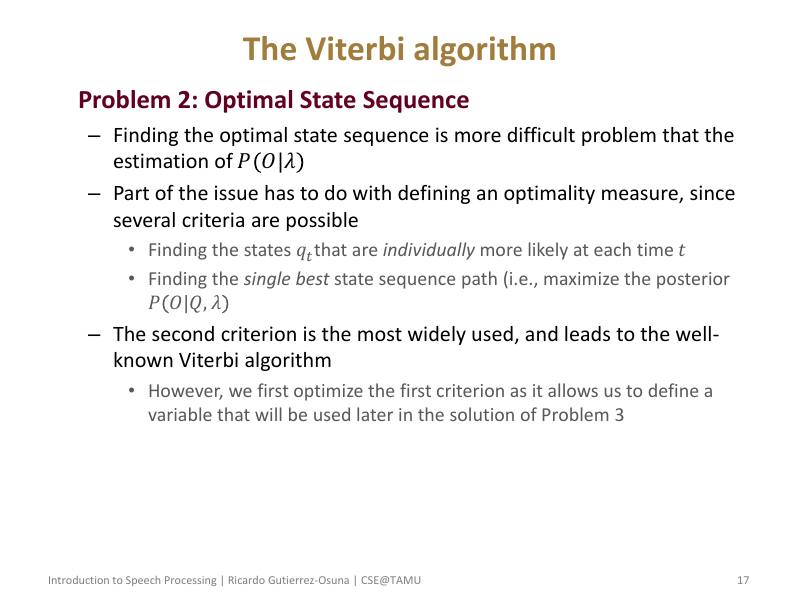 The Viterbi algorithm
Problem 2: Optimal State Sequence
– Finding the optimal state sequence is more difficult problem that the
estimation of P(O|λ)
– Part of the issue has to do with defining an optimality measure, since
several criteria are possible
• Finding the states qₜ that are individually more likely at each time t
• Finding the single best state sequence path (i.e., maximize the posterior
P(O|Q, λ)
– The second criterion is the most widely used, and leads to the well-
known Viterbi algorithm
• However, we first optimize the first criterion as it allows us to define a
variable that will be used later in the solution of Problem 3
Introduction to Speech Processing | Ricardo Gutierrez-Osuna | CSE@TAMU 17